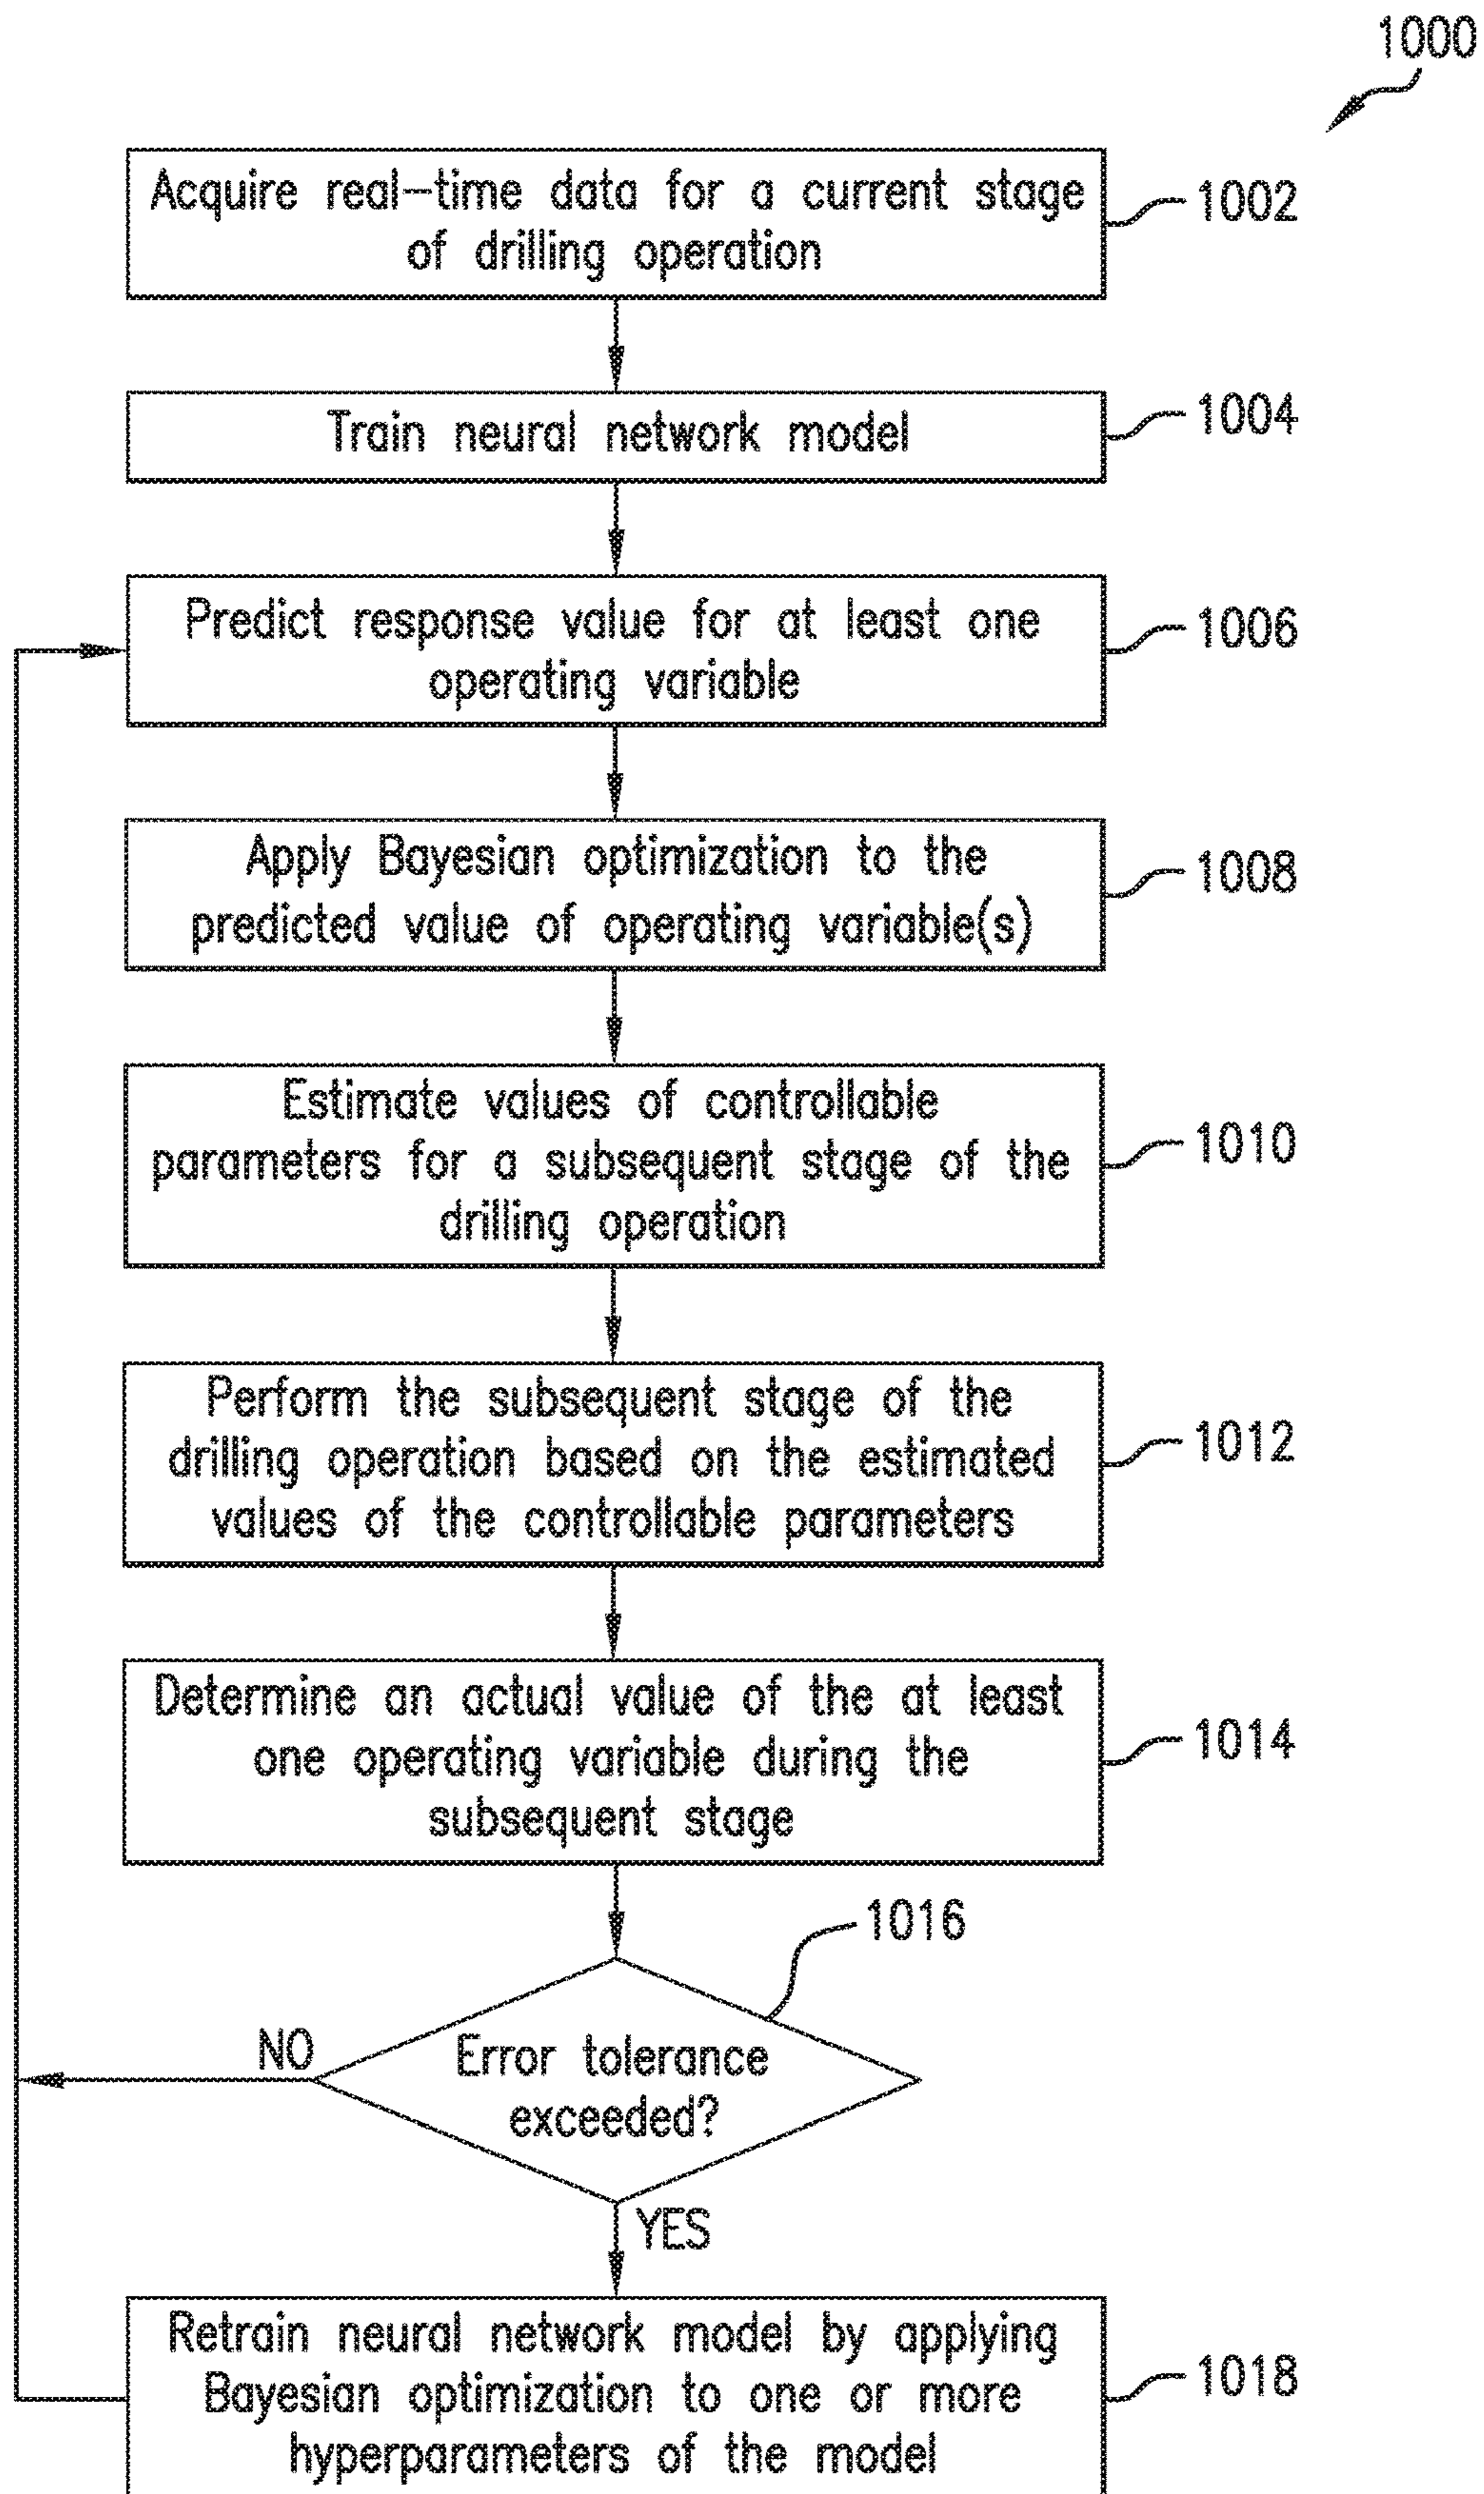 1000
Acquire real-time data for a current stage
of drilling operation
1002
Train neural network model
1004
Predict response value for at least one
operating variable
1006
Apply Bayesian optimization to the
predicted value of operating variable(s)
1008
Estimate values of controllable
parameters for a subsequent stage of the
drilling operation
1010
Perform the subsequent stage of the
drilling operation based on the estimated
values of the controllable parameters
1012
Determine an actual value of the at least
one operating variable during the
subsequent stage
1014
1016
NO
Error tolerance
exceeded?
YES
Retrain neural network model by applying
Bayesian optimization to one or more
hyperparameters of the model
1018